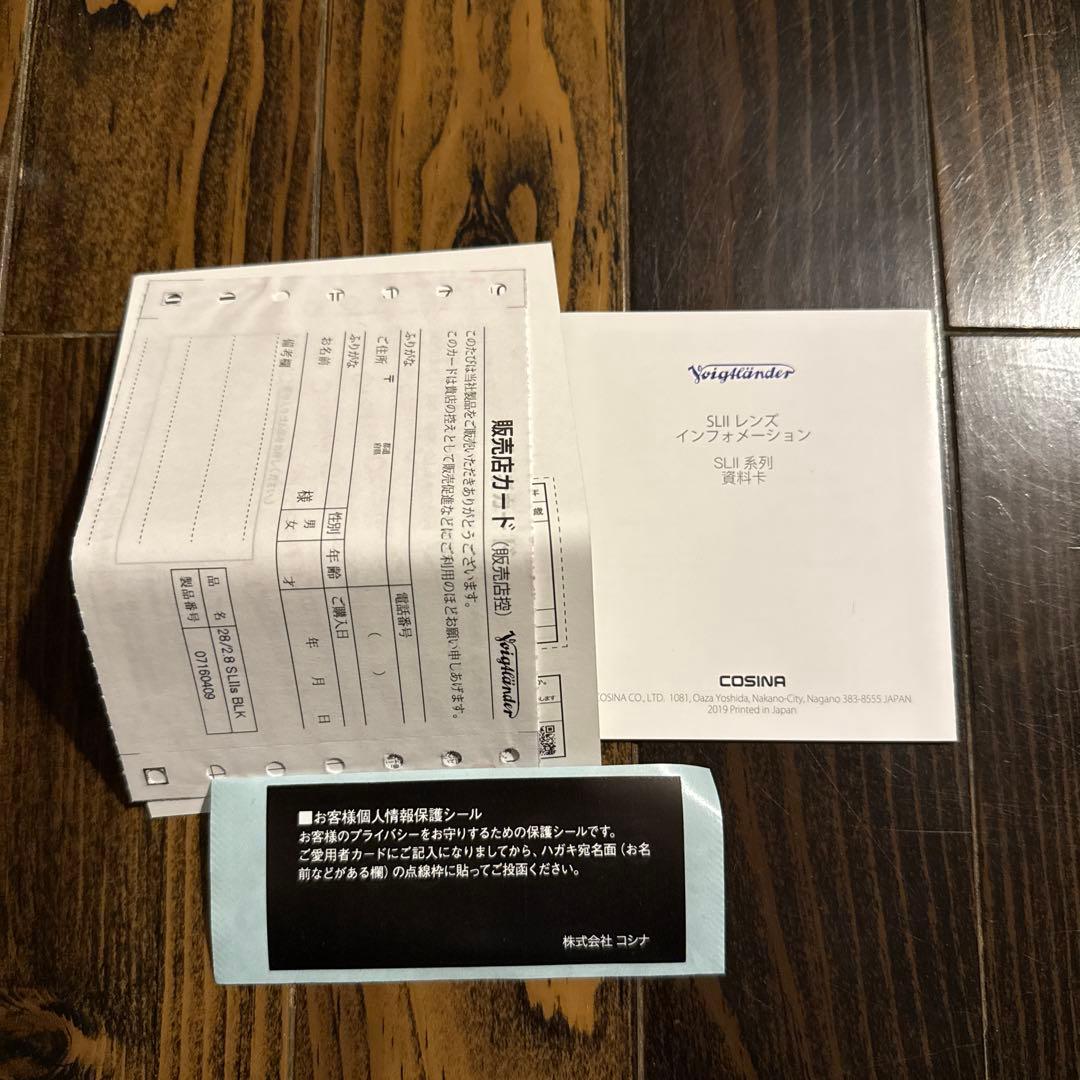 販売店カード（販売店控） Voigtländer
このたびは当社製品をご販売いただきありがとうございます。
このカードは貴店の控えとして販売促進などにご利用のほどお願い申しあげます。
ふりがな
ご住所 〒 都道府県
電話番号
（ ）
ふりがな
お名前 様
性別 男 女
年齢 才
ご購入日 年 月 日
備考欄
品 名 28/2.8 SLIIs BLK
製品番号 07160409
Voigtländer
SLII レンズ
インフォメーション
SLII 系列
資料卡
COSINA
COSINA CO., LTD. 1081, Oaza Yoshida, Nakano-City, Nagano 383-8555 JAPAN
2019 Printed in Japan
■お客様個人情報保護シール
お客様のプライバシーをお守りするための保護シールです。
ご愛用者カードにご記入になりましてから、ハガキ宛名面（お名
前などがある欄）の点線枠に貼ってご投函ください。
株式会社 コシナ